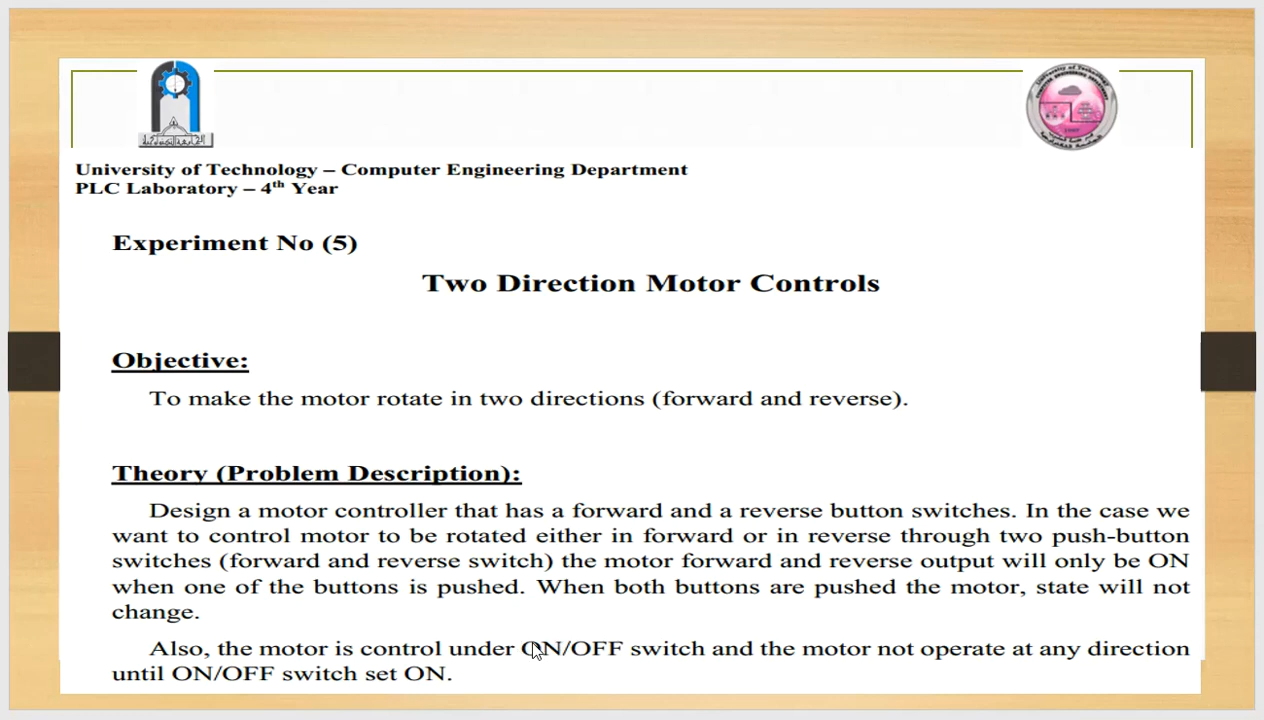 University of Technology – Computer Engineering Department
PLC Laboratory – 4th Year
Experiment No (5)
Two Direction Motor Controls
Objective:
To make the motor rotate in two directions (forward and reverse).
Theory (Problem Description):
Design a motor controller that has a forward and a reverse button switches. In the case we
want to control motor to be rotated either in forward or in reverse through two push-button
switches (forward and reverse switch) the motor forward and reverse output will only be ON
when one of the buttons is pushed. When both buttons are pushed the motor, state will not
change.
Also, the motor is control under ON/OFF switch and the motor not operate at any direction
until ON/OFF switch set ON.